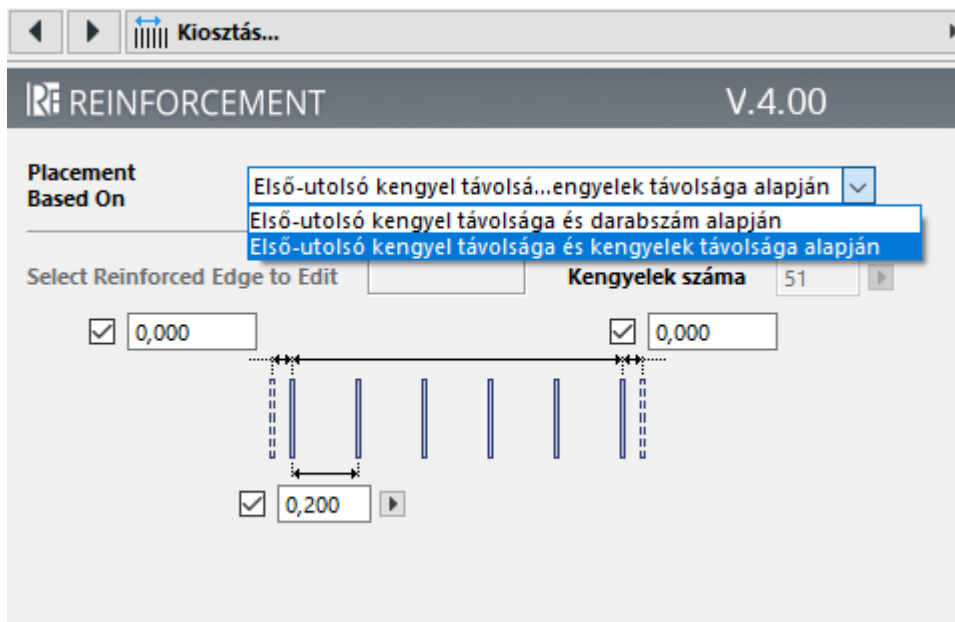 Kiosztás...
REINFORCEMENT V.4.00
Placement
Based On
Első-utolsó kengyel távolsá...engyelek távolsága alapján
Első-utolsó kengyel távolsága és darabszám alapján
Első-utolsó kengyel távolsága és kengyelek távolsága alapján
Select Reinforced Edge to Edit Kengyelek száma 51
0,000 0,000
0,200